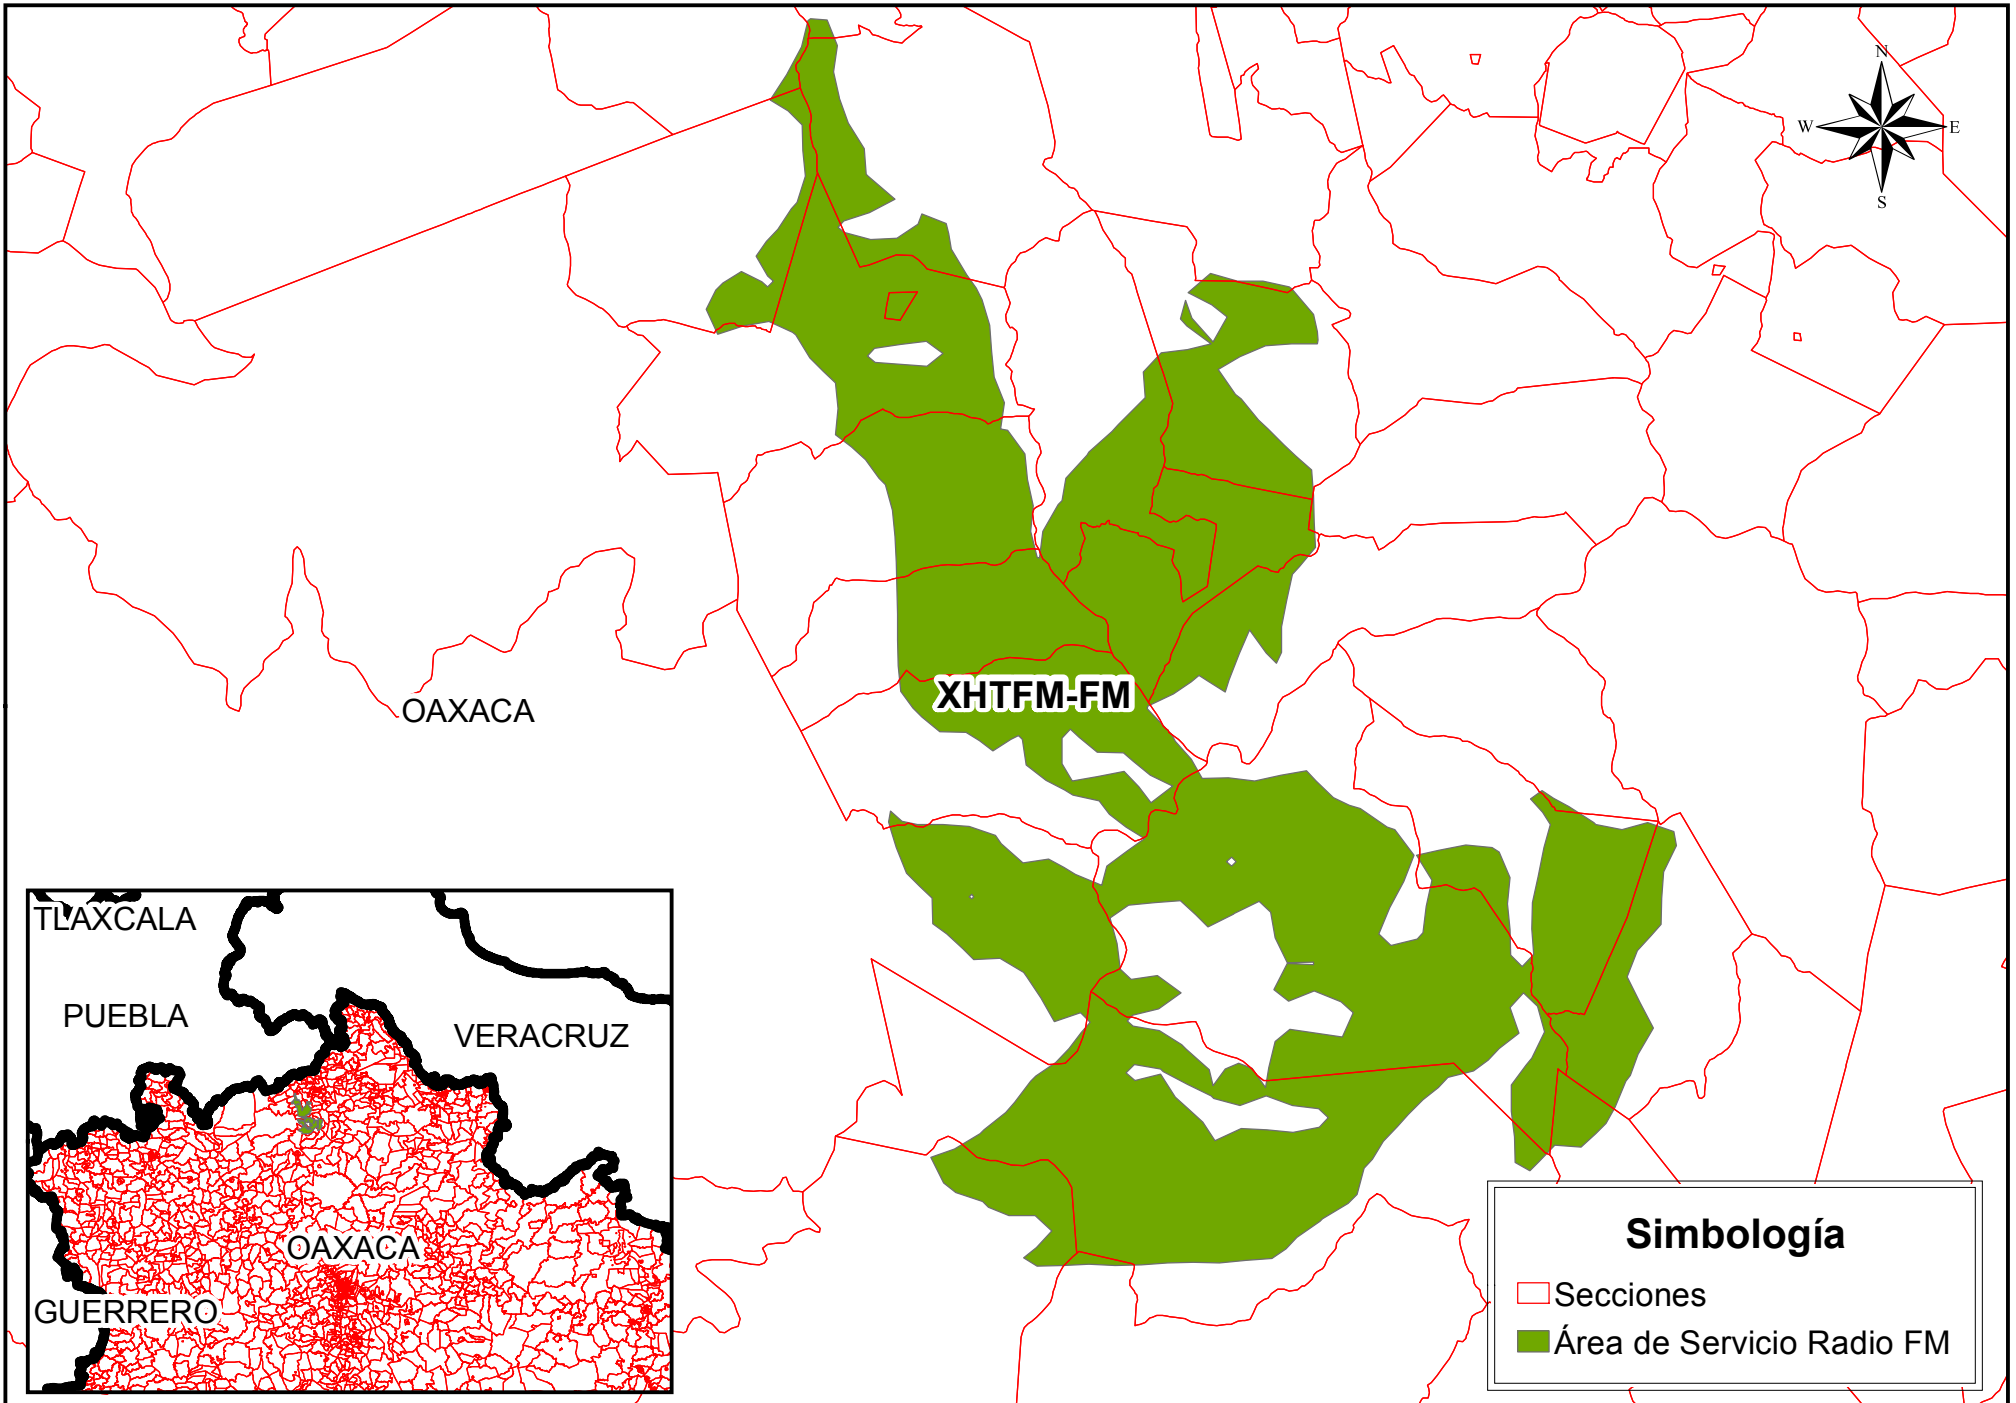 N
W E
S
OAXACA
XHTFM-FM
TLAXCALA
PUEBLA
VERACRUZ
OAXACA
GUERRERO
Simbología
Secciones
Área de Servicio Radio FM